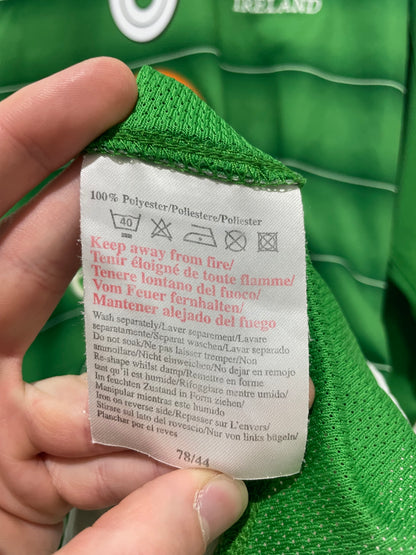 IRELAND
100% Polyester/Poliestere/Polyester
40
Keep away from fire/
Tenir éloigné de toute flamme/
Tenere lontano del fuoco/
Vom Feuer fernhalten/
Mantener alejado del fuego
Wash separately/Laver separement/Lavare
separatamente/Separat waschen/Lavar separado
Do not soak/Ne pas laisser tremper/Non
ammollare/Nicht einweichen/No dejar en remojo
Re-shape whilst damp/Remettre en forme
tant qu'il est humide/Rifoggitare mentre umido/
Im feuchten Zustand in Form ziehen/
Manipular mientras este humido
Iron on reverse side/Repasser sur L'envers/
Stirare sul lato del rovescio/Nur von links bügeln/
Planchar por el reves
78/44